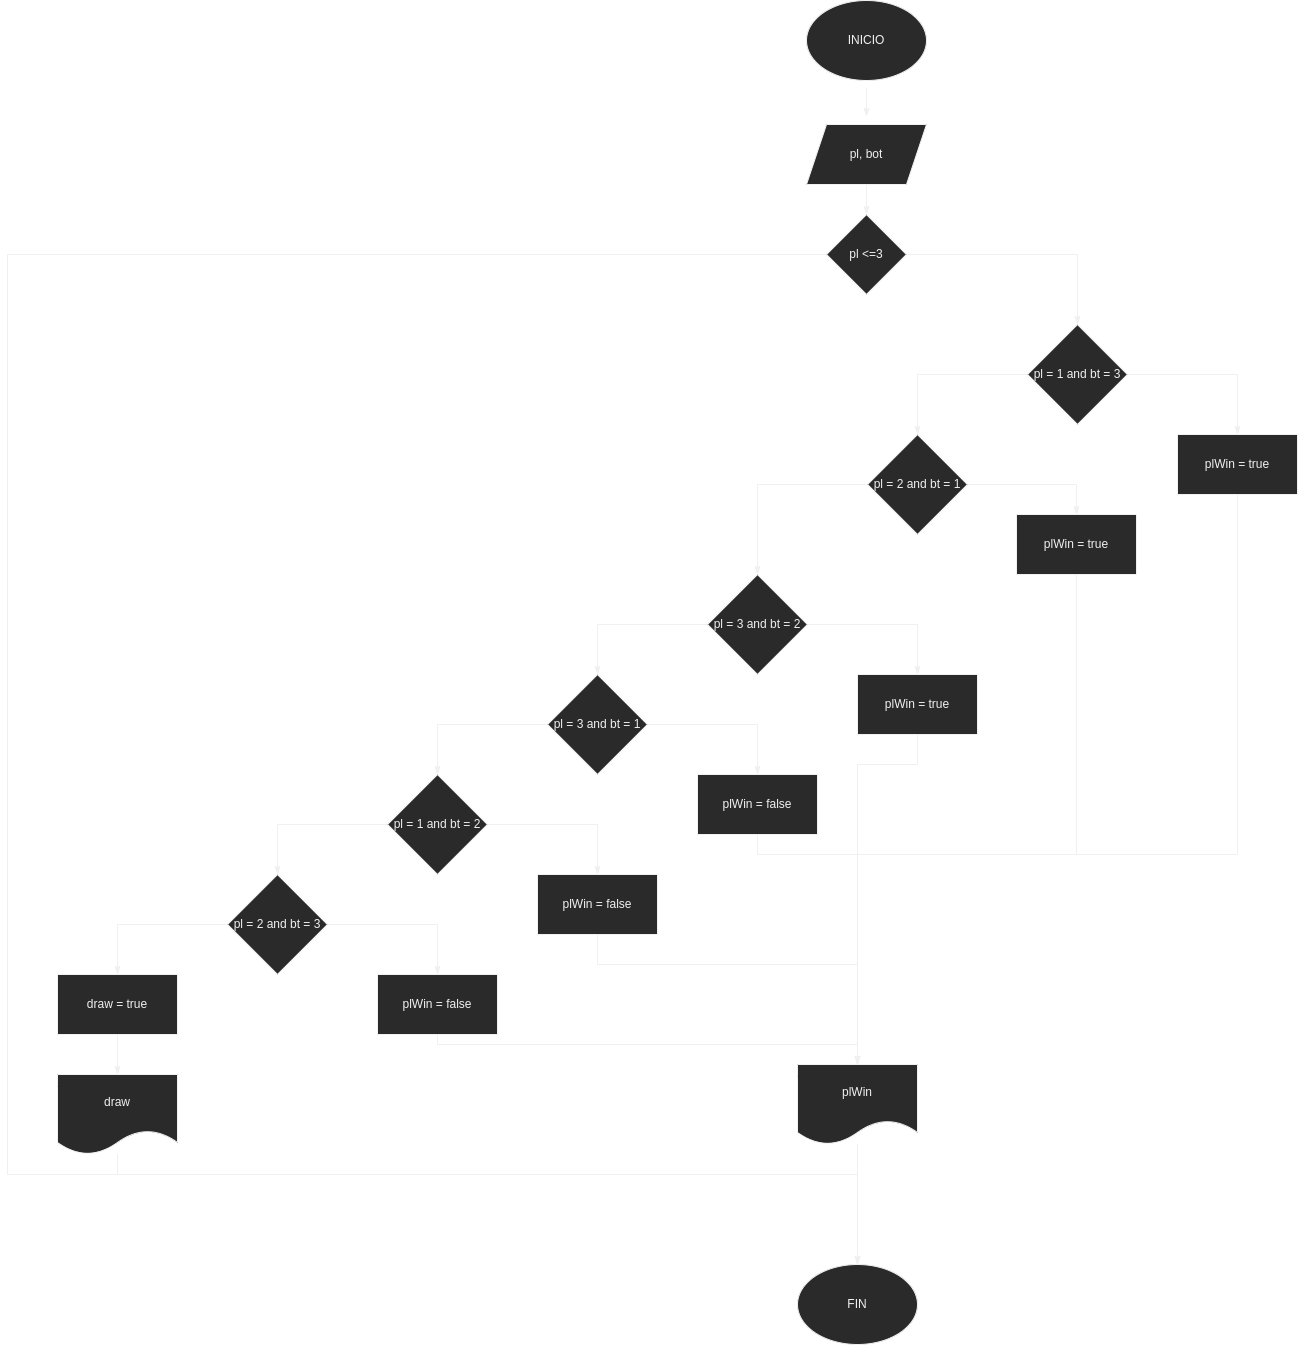 INICIO
pl, bot
pl <=3
pl = 1 and bt = 3
plWin = true
pl = 2 and bt = 1
plWin = true
pl = 3 and bt = 2
plWin = true
pl = 3 and bt = 1
plWin = false
pl = 1 and bt = 2
plWin = false
pl = 2 and bt = 3
draw = true
plWin = false
draw
plWin
FIN